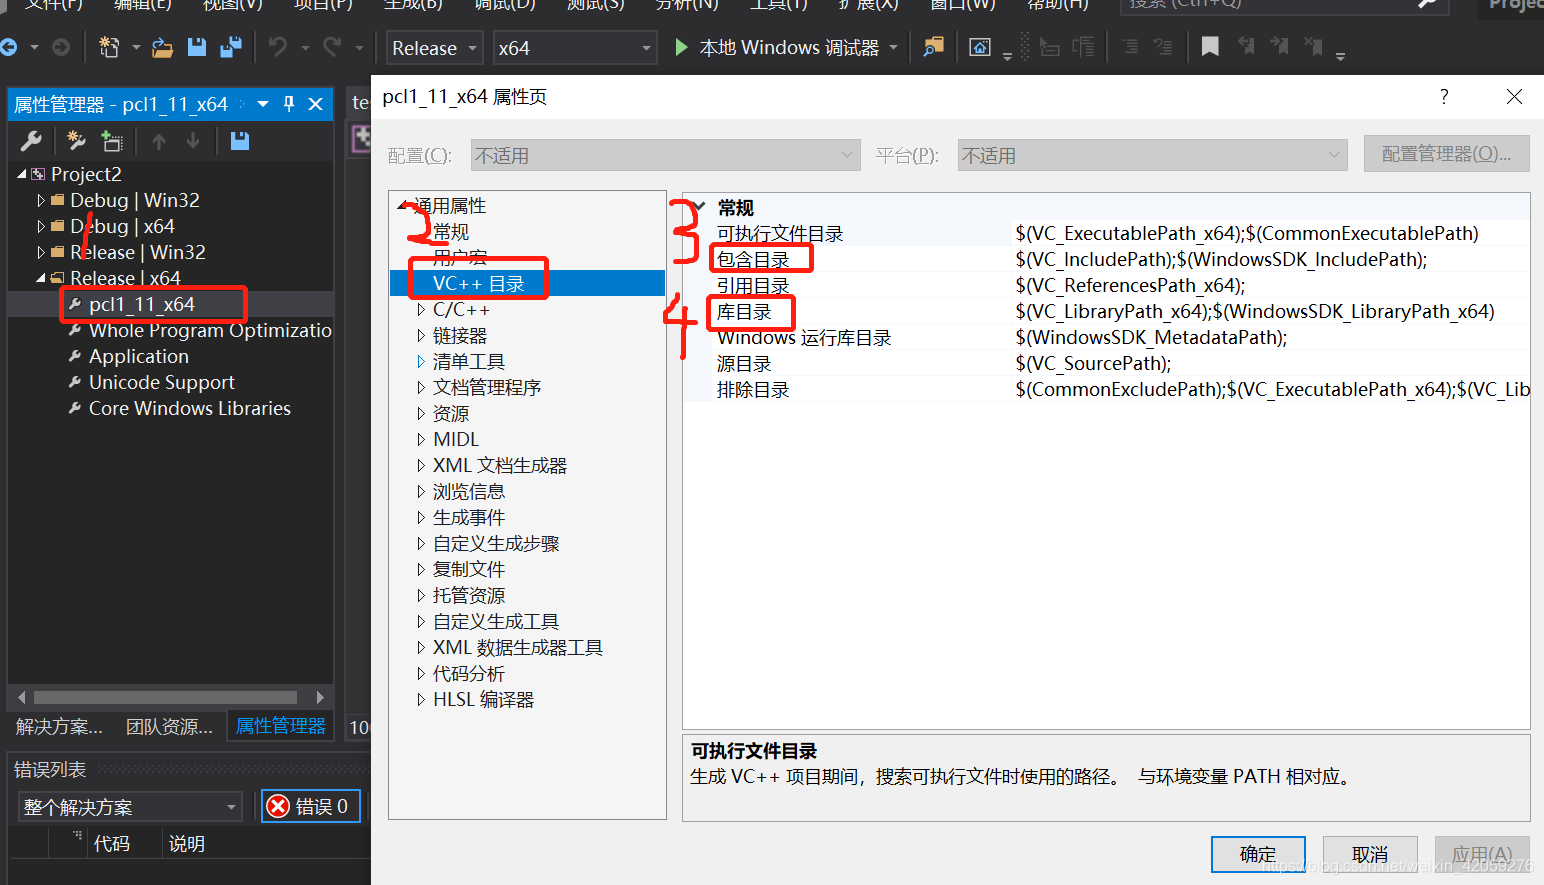 文件(F) 编辑(E) 视图(V) 项目(P) 生成(B) 调试(D) 测试(S) 分析(N) 工具(T) 扩展(X) 窗口(W) 帮助(H) 搜索 (Ctrl+Q) Projec
Release x64 本地 Windows 调试器
属性管理器 - pcl1_11_x64
te
Project2
Debug | Win32
Debug | x64
Release | Win32
Release | x64
pcl1_11_x64
Whole Program Optimizatio
Application
Unicode Support
Core Windows Libraries
解决方案... 团队资源... 属性管理器
10
错误列表
整个解决方案 错误 0
代码 说明
pcl1_11_x64 属性页
?
配置(C): 不适用 平台(P): 不适用 配置管理器(O)...
通用属性
常规
用户宏
VC++ 目录
C/C++
链接器
清单工具
文档管理程序
资源
MIDL
XML 文档生成器
浏览信息
生成事件
自定义生成步骤
复制文件
托管资源
自定义生成工具
XML 数据生成器工具
代码分析
HLSL 编译器
1
2
3
4
常规
可执行文件目录 $(VC_ExecutablePath_x64);$(CommonExecutablePath)
包含目录 $(VC_IncludePath);$(WindowsSDK_IncludePath);
引用目录 $(VC_ReferencesPath_x64);
库目录 $(VC_LibraryPath_x64);$(WindowsSDK_LibraryPath_x64)
Windows 运行库目录 $(WindowsSDK_MetadataPath);
源目录 $(VC_SourcePath);
排除目录 $(CommonExcludePath);$(VC_ExecutablePath_x64);$(VC_Lib
可执行文件目录
生成 VC++ 项目期间，搜索可执行文件时使用的路径。 与环境变量 PATH 相对应。
确定 取消 应用(A)
https://blog.csdn.net/weixin_42059276